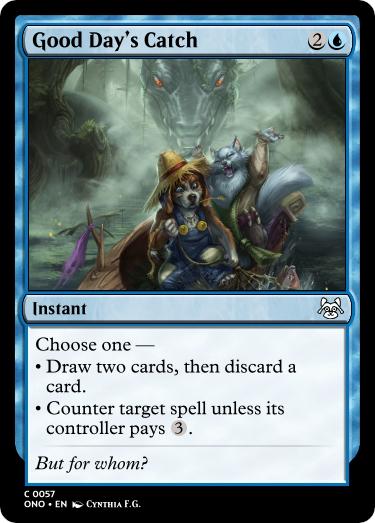 Good Day's Catch 2
Instant
Choose one —
• Draw two cards, then discard a
card.
• Counter target spell unless its
controller pays 3.
But for whom?
C 0057
ONO • EN Cynthia F.G.